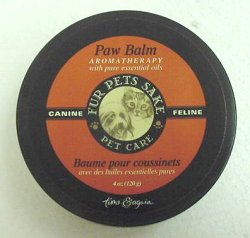 Paw Balm
AROMATHERAPY
with pure essential oils
FUR PETS SAKE
CANINE
FELINE
PET CARE
Baume pour coussinets
avec des huiles essentielles pures
4 oz. (120 g)